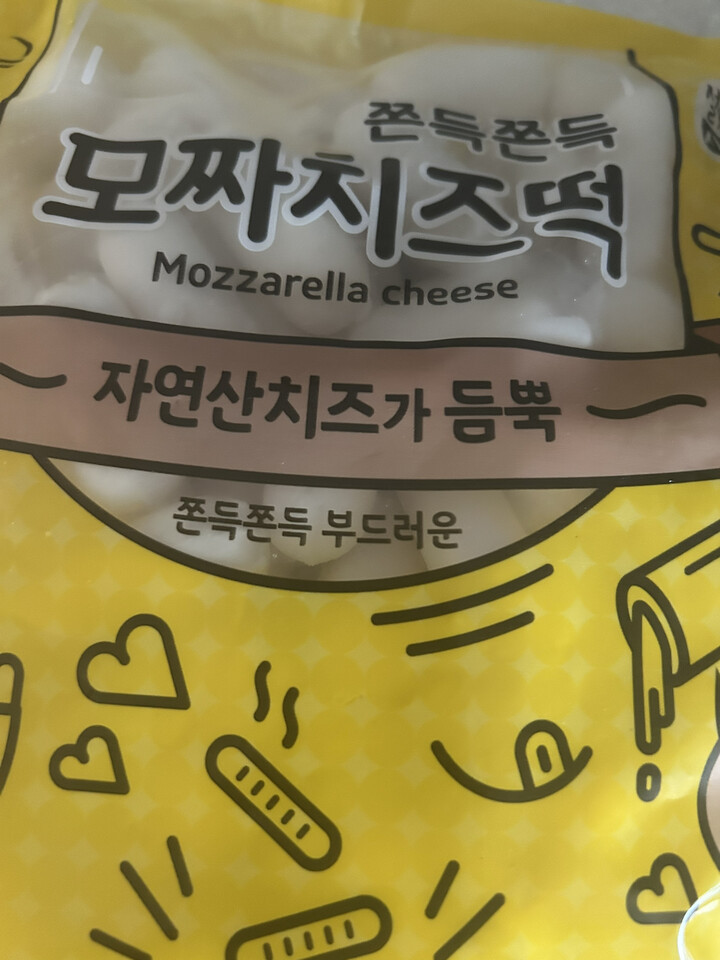 쫀득쫀득
모짜치즈떡
Mozzarella cheese
자연산치즈가 듬뿍
쫀득쫀득 부드러운